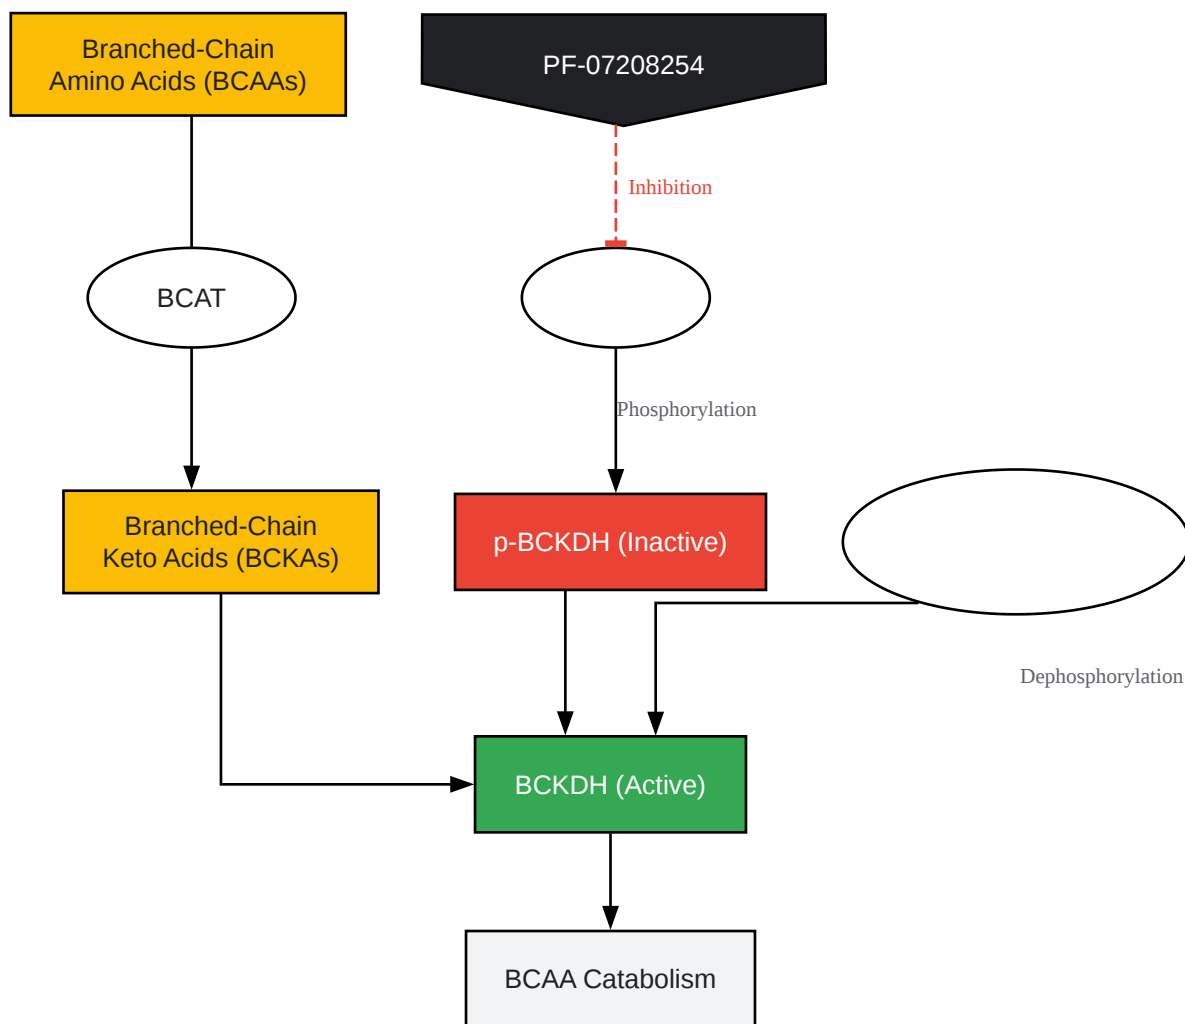 Branched-Chain
Amino Acids (BCAAs)
PF-07208254
Inhibition
BCAT
Phosphorylation
Branched-Chain
Keto Acids (BCKAs)
p-BCKDH (Inactive)
Dephosphorylation
BCKDH (Active)
BCAA Catabolism